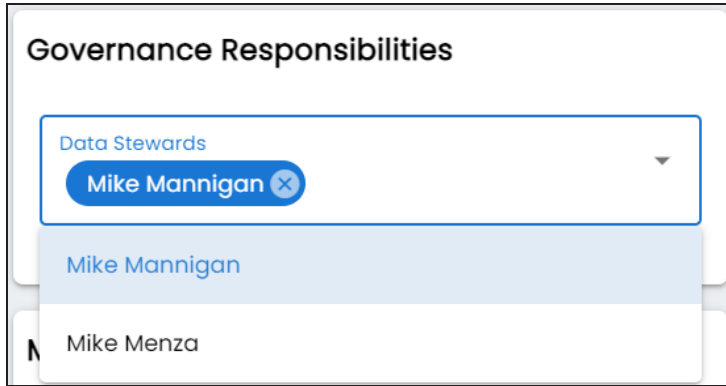 Governance Responsibilities
Data Stewards
Mike Mannigan
Mike Mannigan
Mike Menza